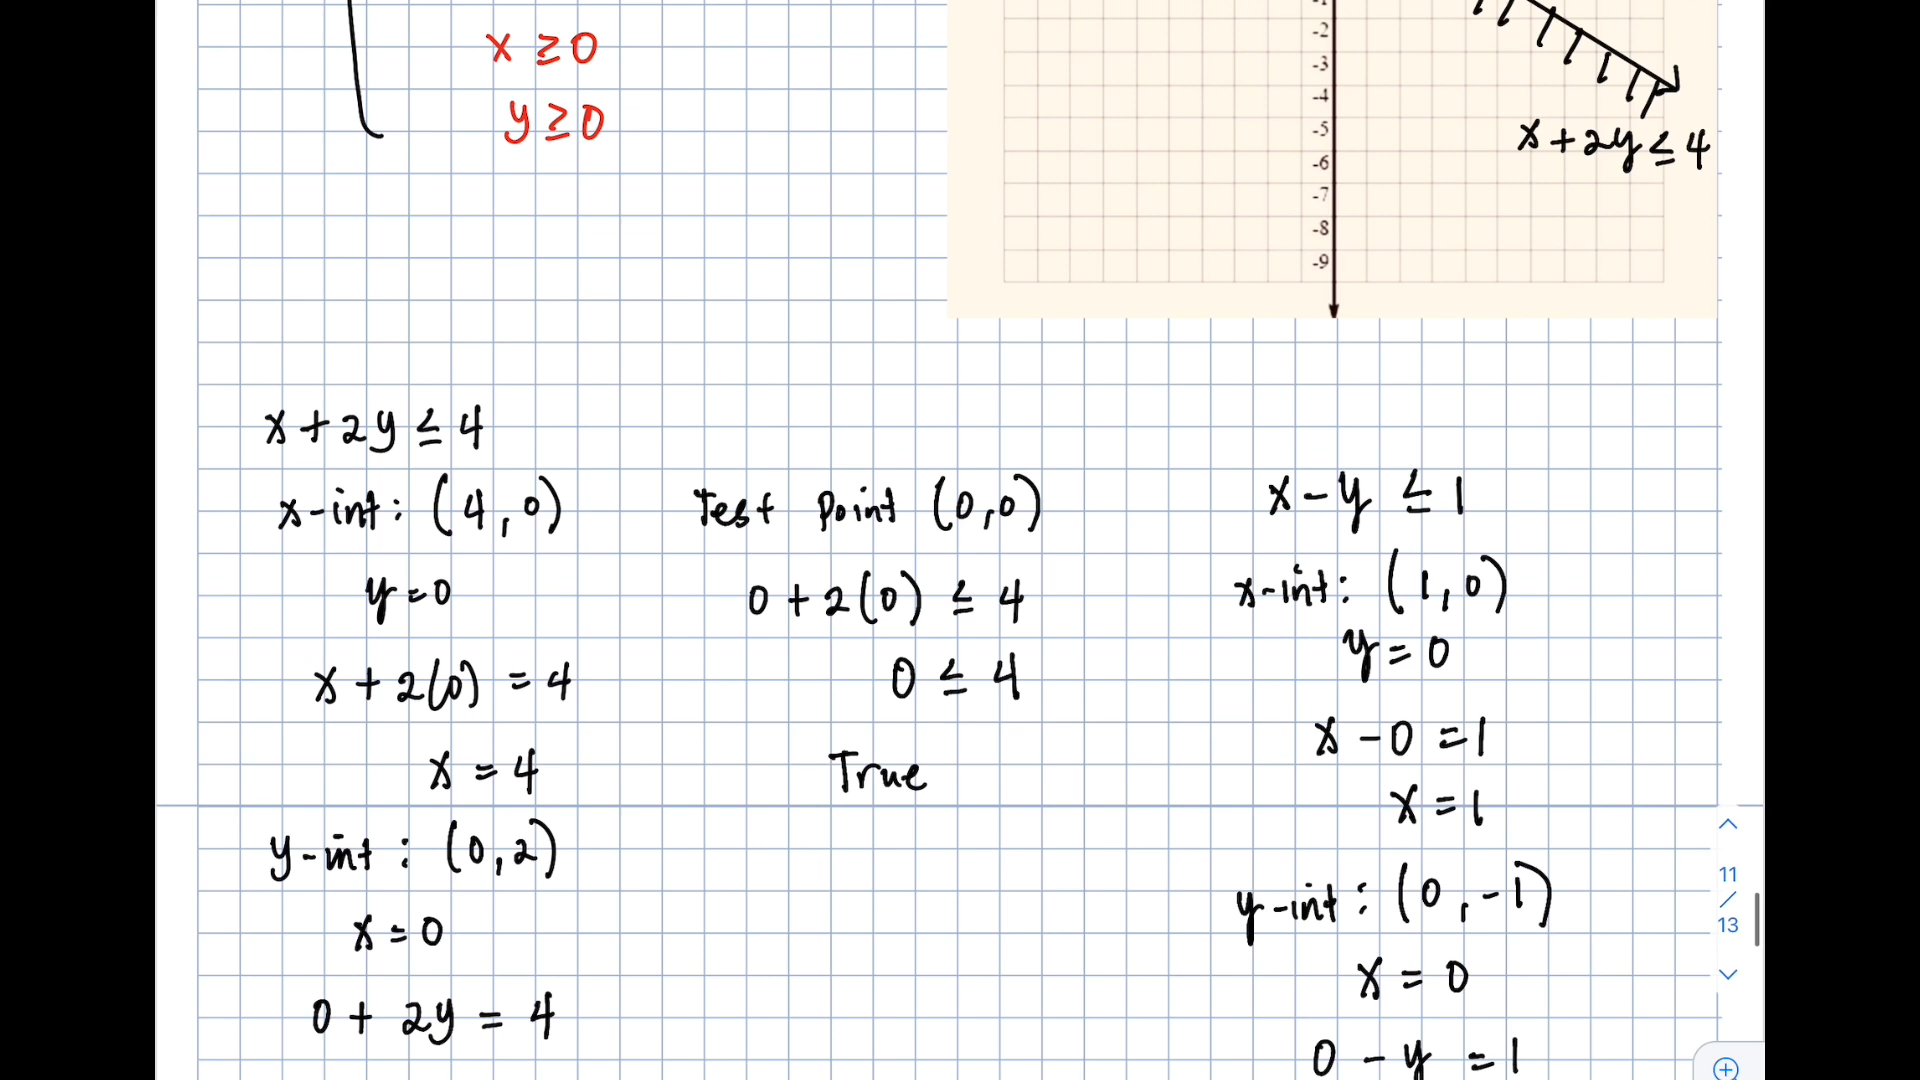 x ≥ 0
y ≥ 0
-2
-3
-4
-5
-6
-7
-8
-9
x + 2y ≤ 4
x + 2y ≤ 4
x-int: (4, 0)
y = 0
x + 2(0) = 4
x = 4
y-int: (0, 2)
x = 0
0 + 2y = 4
Test Point (0,0)
0 + 2(0) ≤ 4
0 ≤ 4
True
x - y ≤ 1
x-int: (1, 0)
y = 0
x - 0 = 1
x = 1
y-int: (0, -1)
x = 0
0 - y = 1
11
/
13